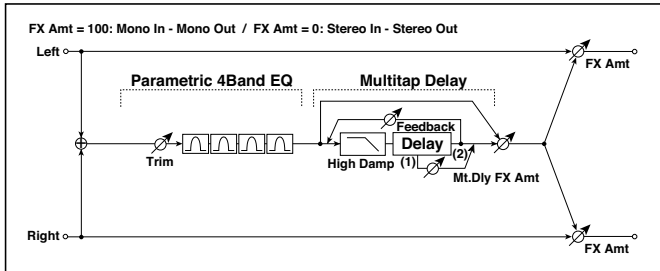 FX Amt = 100: Mono In - Mono Out / FX Amt = 0: Stereo In - Stereo Out
Left
FX Amt
Parametric 4Band EQ
Multitap Delay
Feedback
Trim
High Damp
Delay
(1)
(2)
Mt.Dly FX Amt
Right
FX Amt